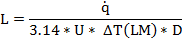 L = q̇ / 3.14 * U * ΔT(LM) * D